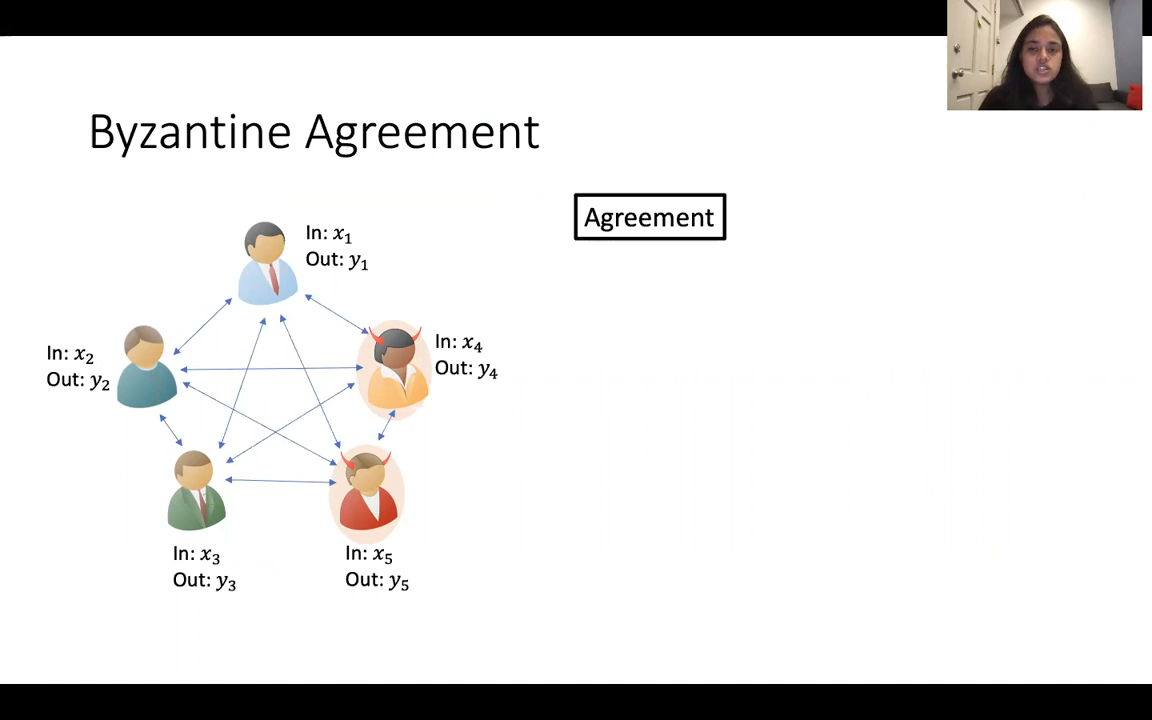 Byzantine Agreement
Agreement
In: x₁
Out: y₁
In: x₂
Out: y₂
In: x₄
Out: y₄
In: x₃
Out: y₃
In: x₅
Out: y₅